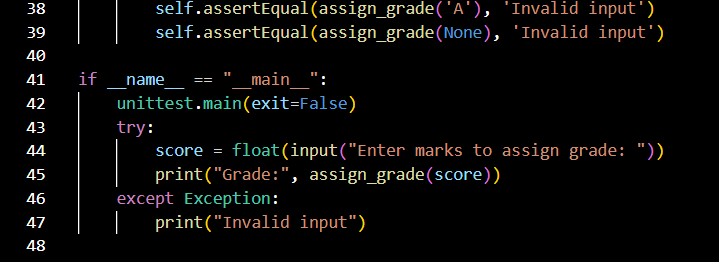 38 self.assertEqual(assign_grade('A'), 'Invalid input')
39 self.assertEqual(assign_grade(None), 'Invalid input')
40
41 if __name__ == "__main__":
42 unittest.main(exit=False)
43 try:
44 score = float(input("Enter marks to assign grade: "))
45 print("Grade:", assign_grade(score))
46 except Exception:
47 print("Invalid input")
48